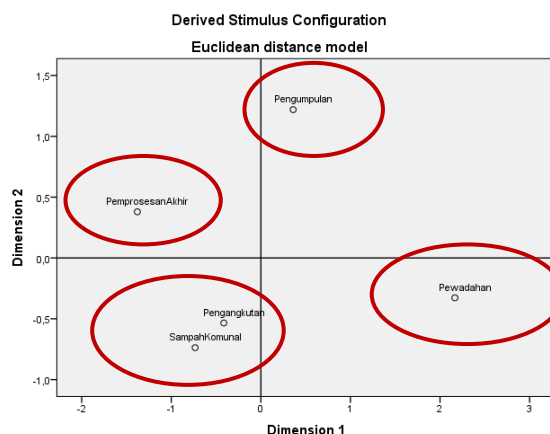 Derived Stimulus Configuration
Euclidean distance model
1,5
1,0
0,5
0,0
-0,5
-1,0
Dimension 2
Pengumpulan
PemprosesanAkhir
Pewadahan
Pengangkutan
SampahKomunal
-2
-1
0
1
2
3
Dimension 1